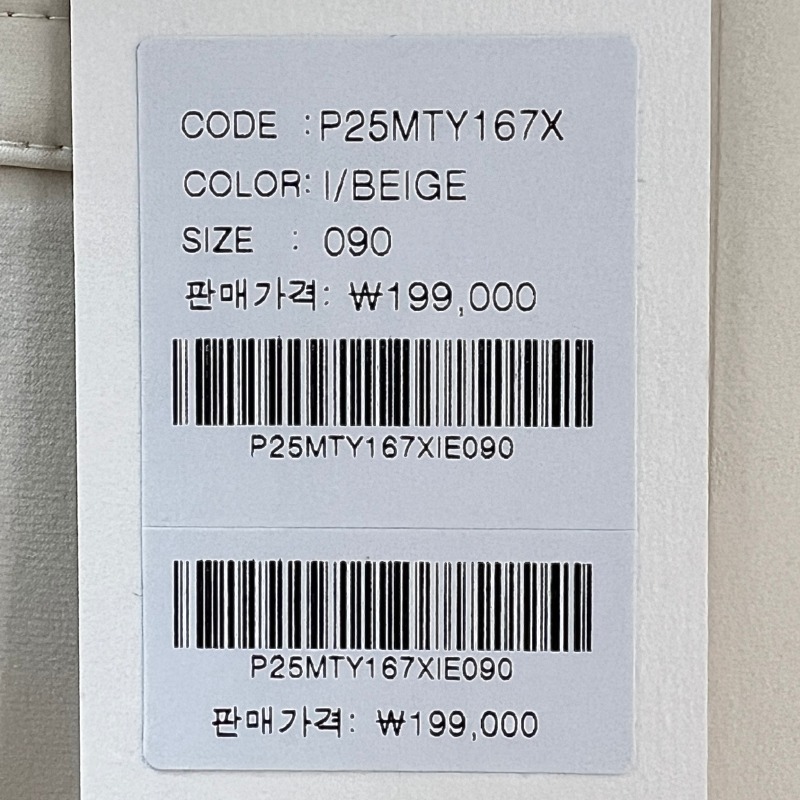 CODE : P25MTY167X
COLOR: I/BEIGE
SIZE : 090
판매가격: ₩199,000
P25MTY167XIE090
P25MTY167XIE090
판매가격: ₩199,000